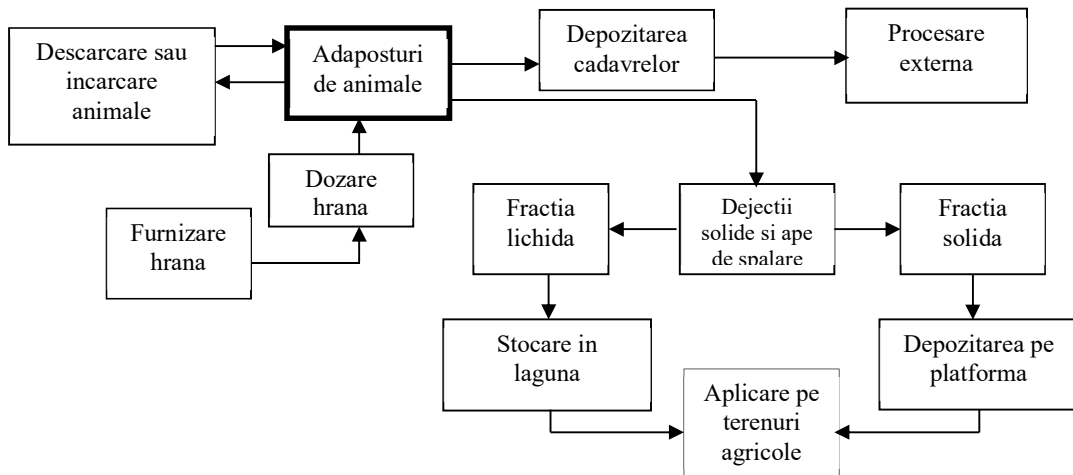 Descarcare sau
incarcare
animale
Adaposturi
de animale
Depozitarea
cadavrelor
Procesare
externa
Dozare
hrana
Furnizare
hrana
Fractia
lichida
Dejectii
solide si ape
de spalare
Fractia
solida
Stocare in
laguna
Aplicare pe
terenuri
agricole
Depozitarea pe
platforma